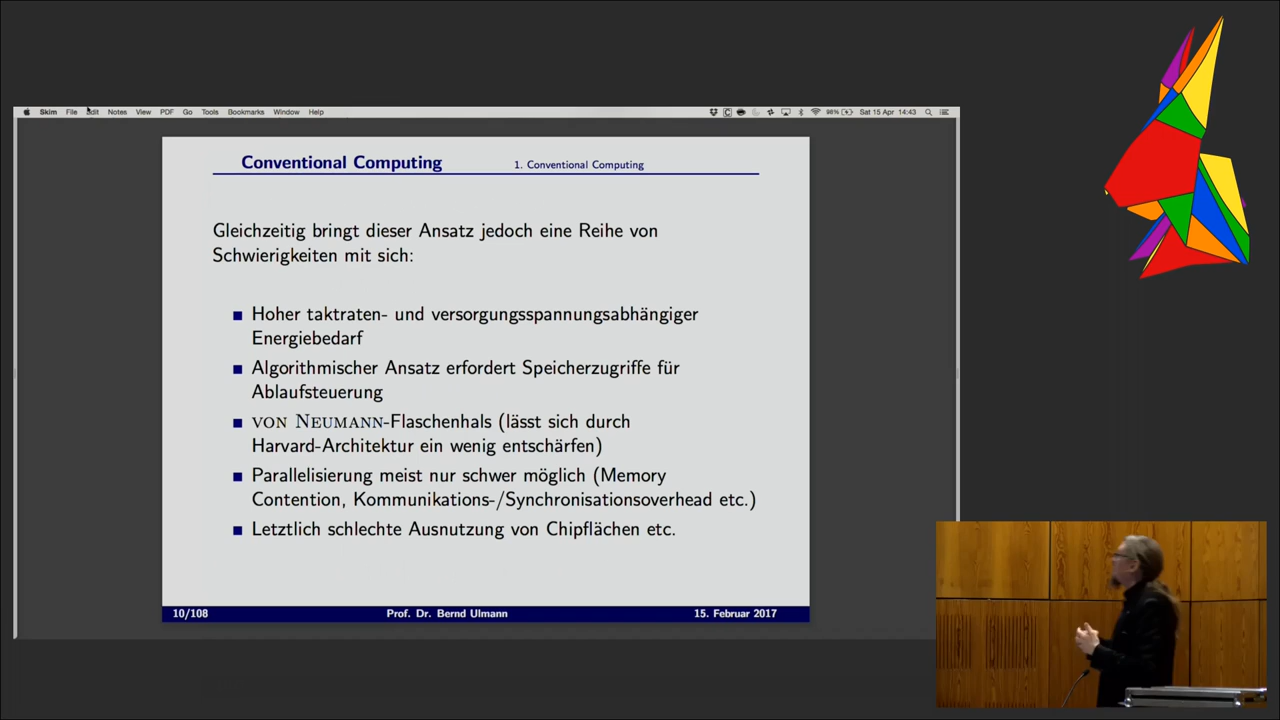 Skim File Edit Notes View PDF Go Tools Bookmarks Window Help 98% Sat 15 Apr 14:43
Conventional Computing 1. Conventional Computing
Gleichzeitig bringt dieser Ansatz jedoch eine Reihe von
Schwierigkeiten mit sich:
Hoher taktraten- und versorgungsspannungsabhängiger
Energiebedarf
Algorithmischer Ansatz erfordert Speicherzugriffe für
Ablaufsteuerung
VON NEUMANN-Flaschenhals (lässt sich durch
Harvard-Architektur ein wenig entschärfen)
Parallelisierung meist nur schwer möglich (Memory
Contention, Kommunikations-/Synchronisationsoverhead etc.)
Letztlich schlechte Ausnutzung von Chipflächen etc.
10/108 Prof. Dr. Bernd Ulmann 15. Februar 2017